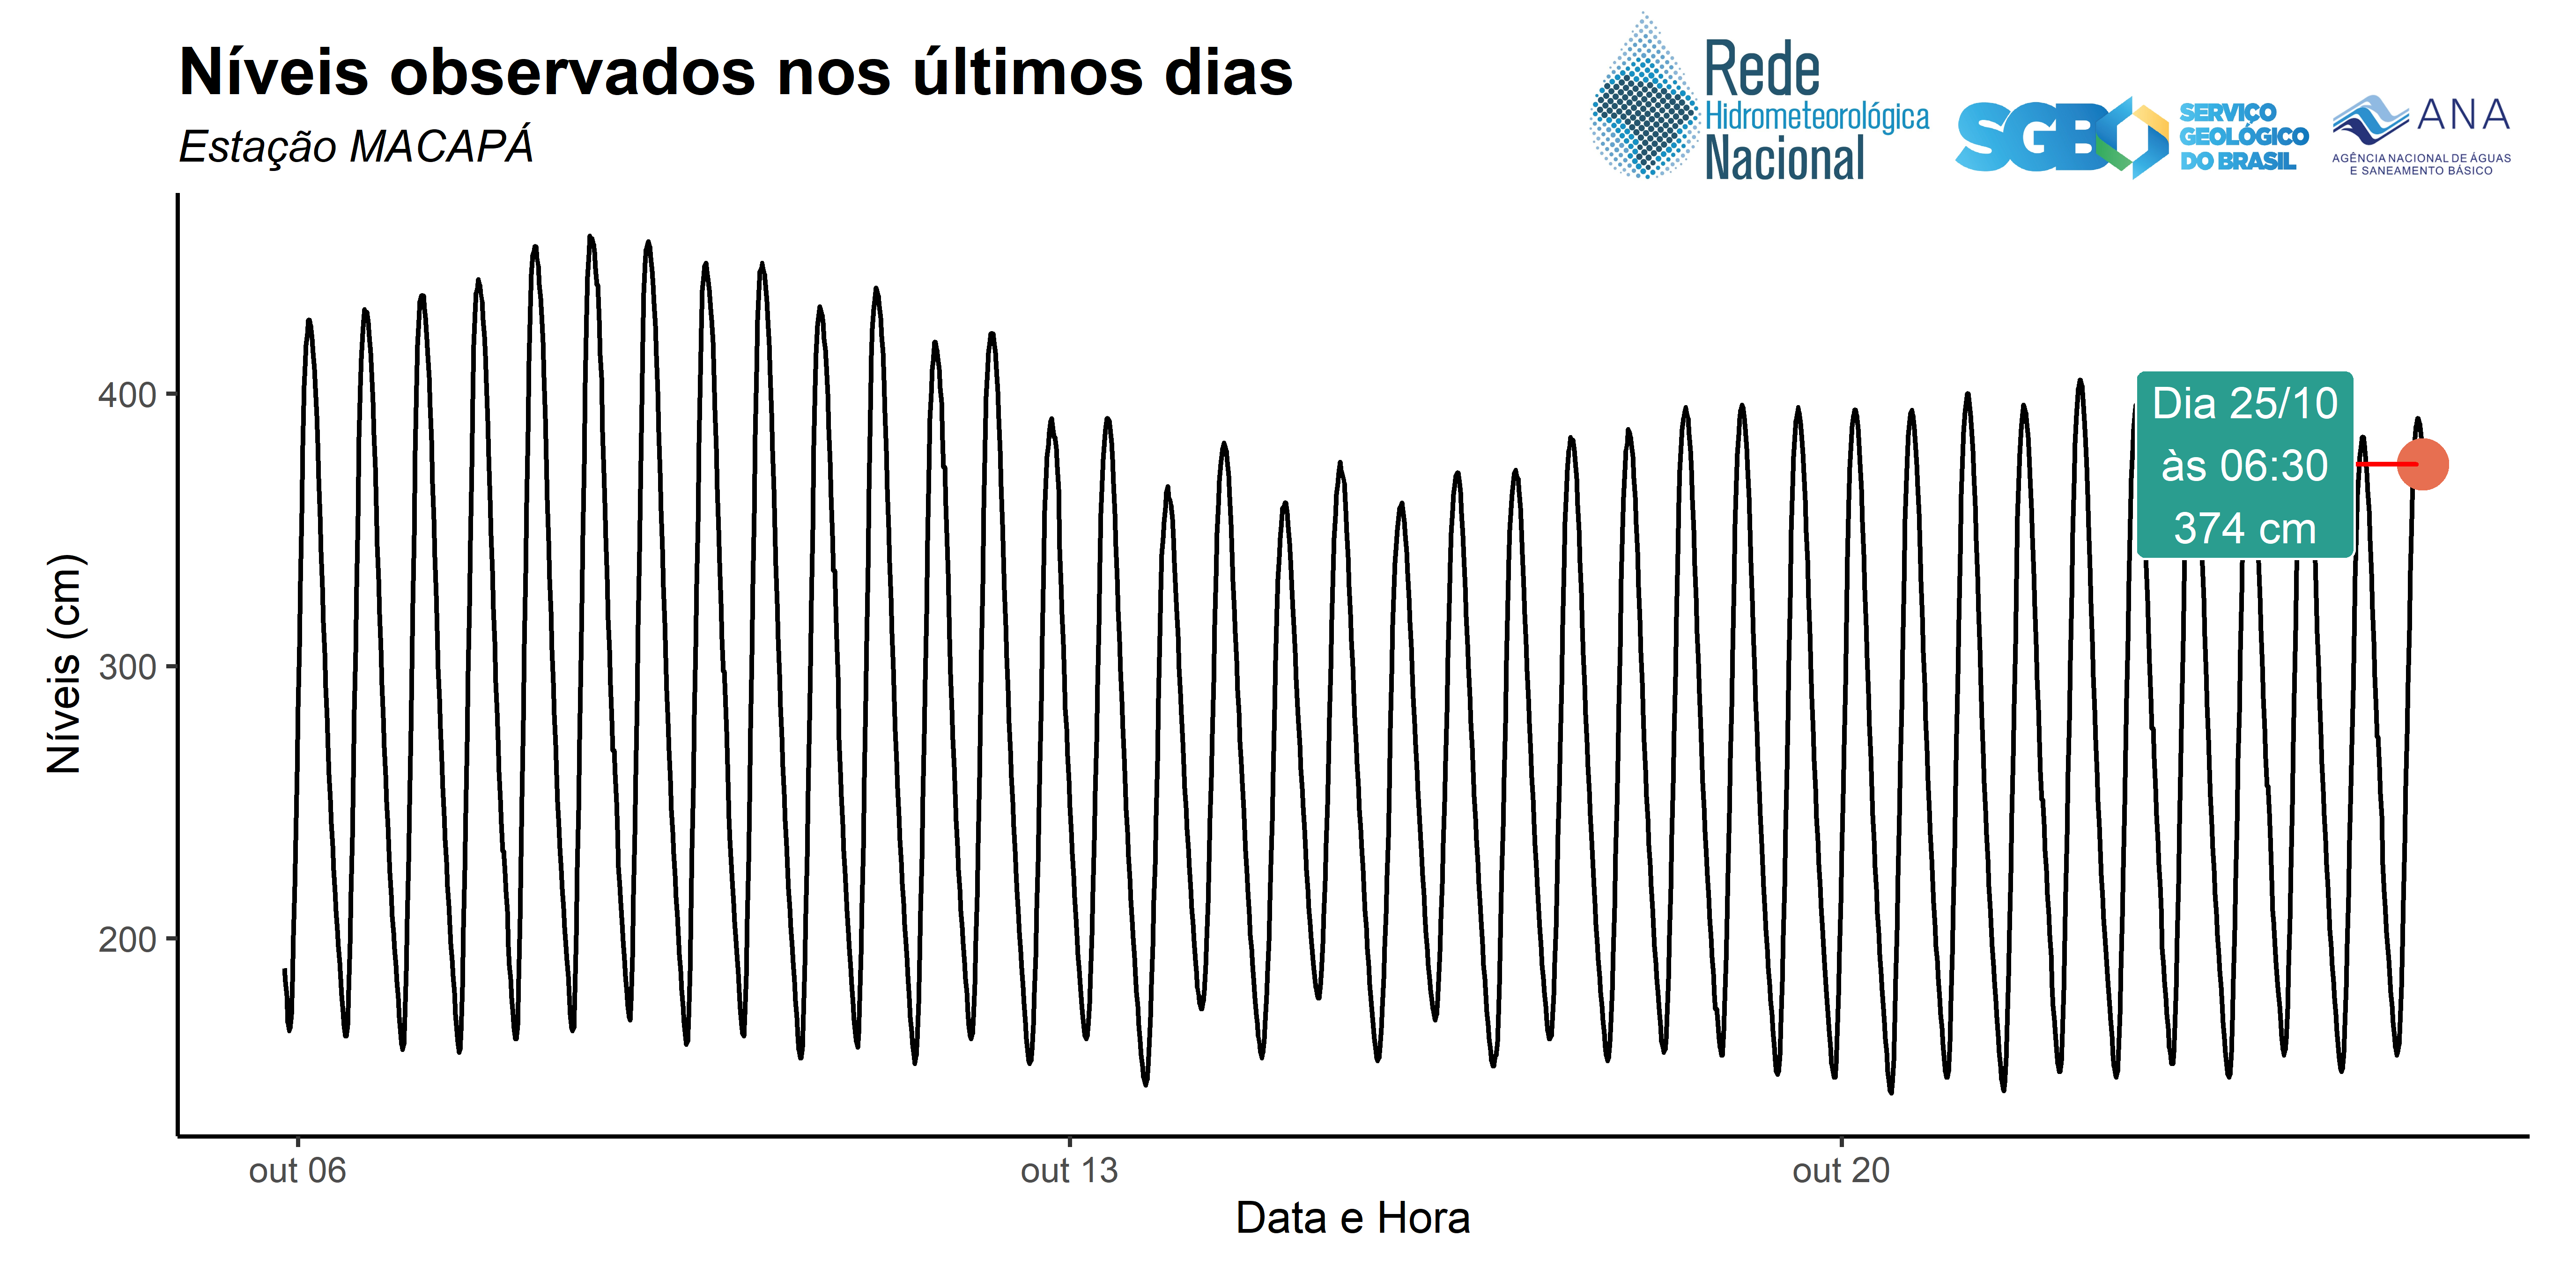 Níveis observados nos últimos dias
Estação MACAPÁ
Rede
Hidrometeorológica
Nacional
SGB
SERVIÇO
GEOLÓGICO
DO BRASIL
ANA
AGÊNCIA NACIONAL DE ÁGUAS
E SANEAMENTO BÁSICO
400
300
200
Níveis (cm)
Dia 25/10
às 06:30
374 cm
out 06
out 13
out 20
Data e Hora